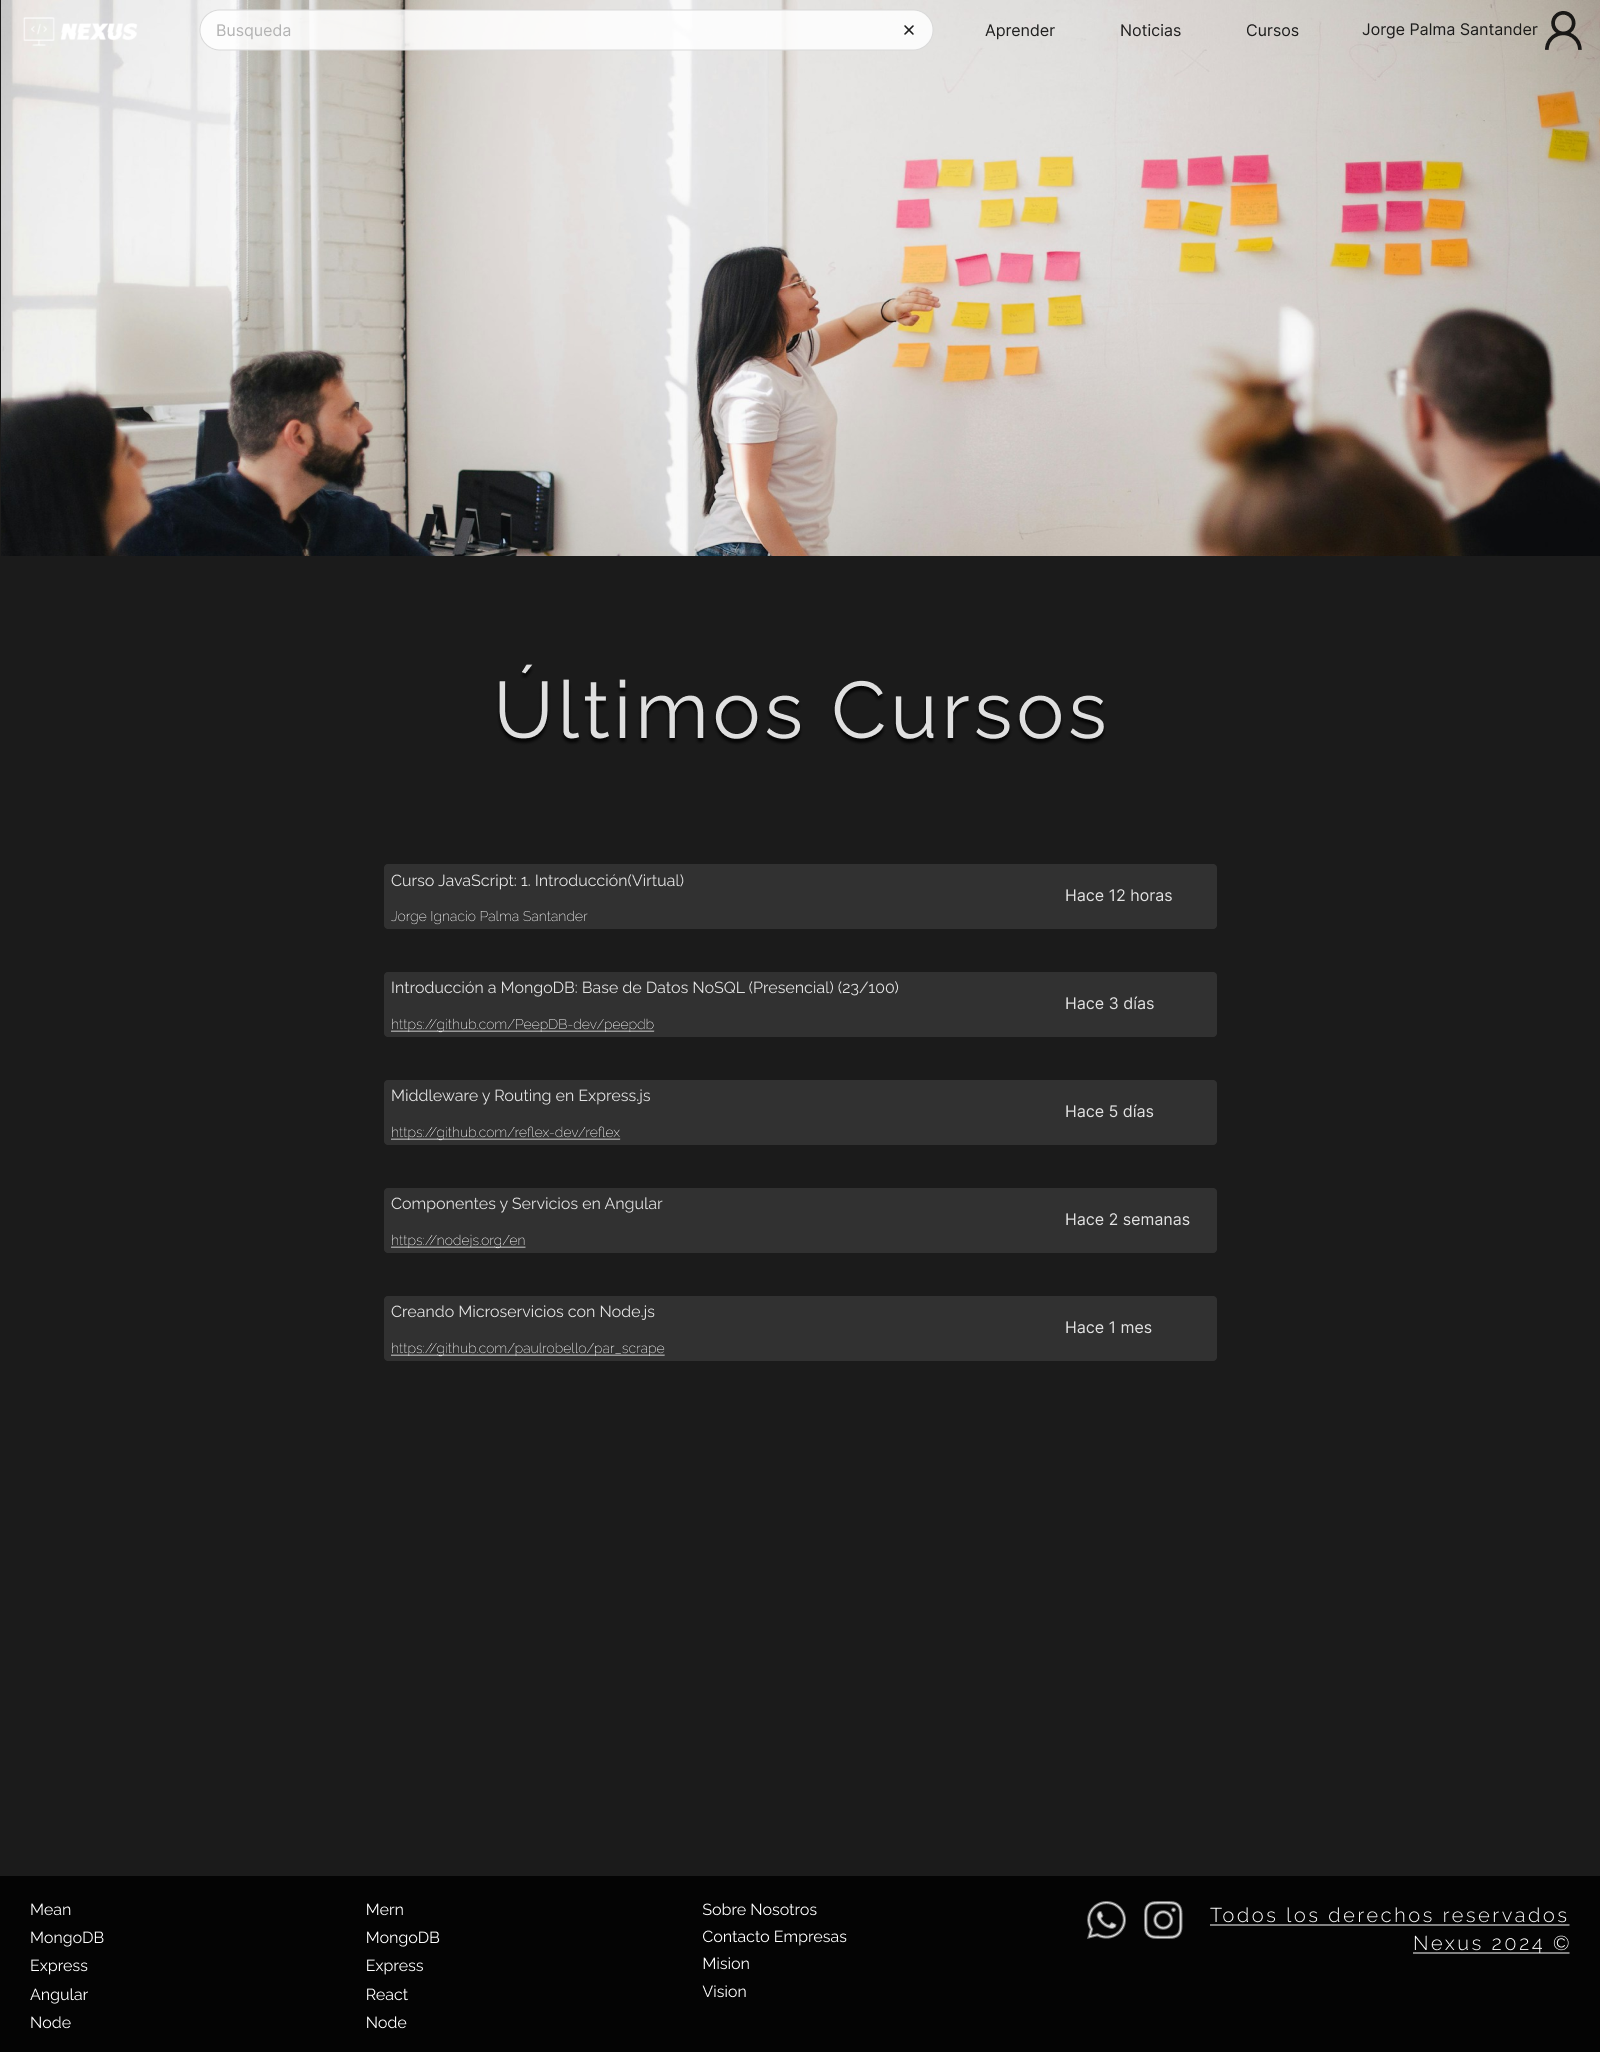 </> NEXUS
Busqueda
Aprender
Noticias
Cursos
Jorge Palma Santander
Últimos Cursos
Curso JavaScript: 1. Introducción(Virtual)
Jorge Ignacio Palma Santander
Hace 12 horas
Introducción a MongoDB: Base de Datos NoSQL (Presencial) (23/100)
https://github.com/PeepDB-dev/peepdb
Hace 3 días
Middleware y Routing en Express.js
https://github.com/reflex-dev/reflex
Hace 5 días
Componentes y Servicios en Angular
https://nodejs.org/en
Hace 2 semanas
Creando Microservicios con Node.js
https://github.com/paulrobello/par_scrape
Hace 1 mes
Mean
MongoDB
Express
Angular
Node
Mern
MongoDB
Express
React
Node
Sobre Nosotros
Contacto Empresas
Mision
Vision
Todos los derechos reservados
Nexus 2024 ©